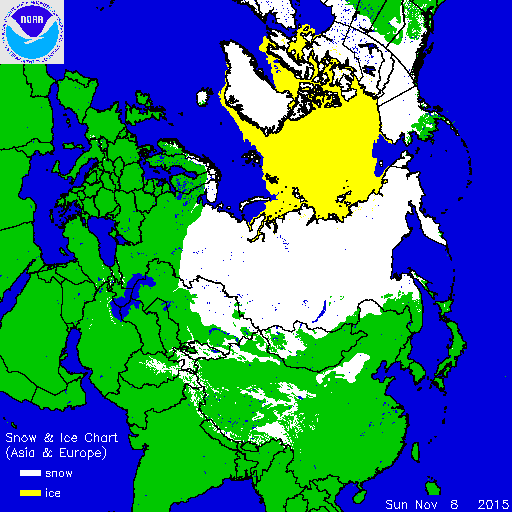 NOAA
Snow & Ice Chart
(Asia & Europe)
snow
ice
Sun Nov 8 2015